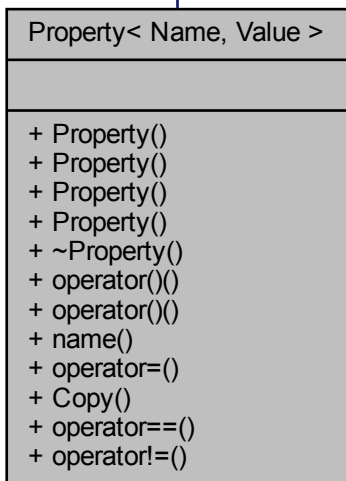 Property< Name, Value >
+ Property()
+ Property()
+ Property()
+ Property()
+ ~Property()
+ operator()()
+ operator()()
+ name()
+ operator=()
+ Copy()
+ operator==()
+ operator!=()